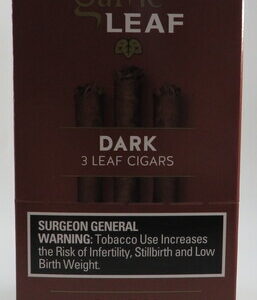 LEAF
DARK
3 LEAF CIGARS
SURGEON GENERAL
WARNING: Tobacco Use Increases
the Risk of Infertility, Stillbirth and Low
Birth Weight.